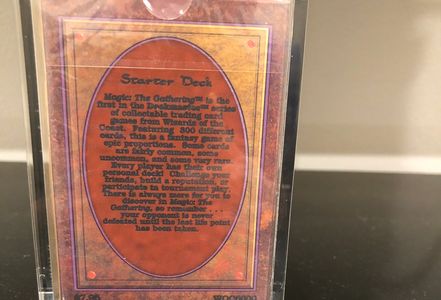 Starter Deck
Magic: The Gathering™ is the
first in the Deckmaster™ series
of collectable trading card
games from Wizards of the
Coast. Featuring 300 different
cards, this is a fantasy game of
epic proportions. Some cards
are fairly common, some
uncommon, and some very rare.
Every player has their own
personal deck! Challenge your
friends, build a reputation, or
participate in tournament play.
There is always more for you to
discover in Magic: The
Gathering, so remember . . .
your opponent is never
defeated until the last life point
has been taken.